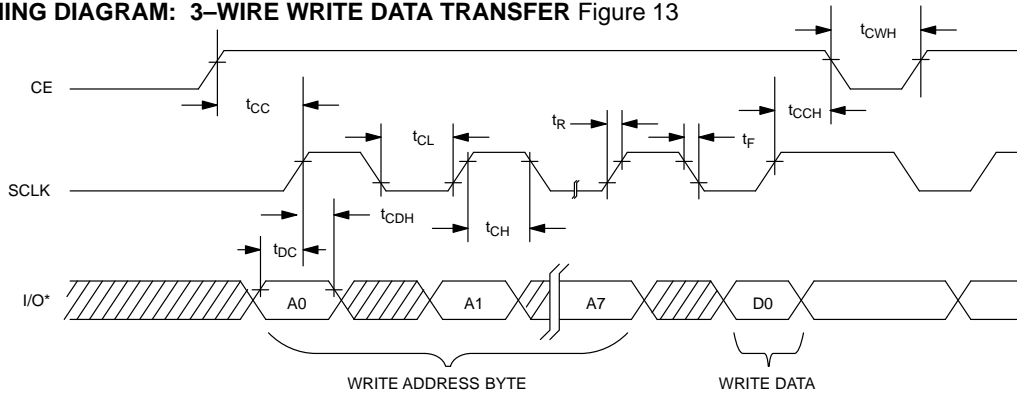 NING DIAGRAM: 3–WIRE WRITE DATA TRANSFER Figure 13
tCWH
CE
tCC
tCCH
tR
tF
tCL
SCLK
tCDH
tCH
tDC
I/O*
A0
A1
A7
D0
WRITE ADDRESS BYTE
WRITE DATA